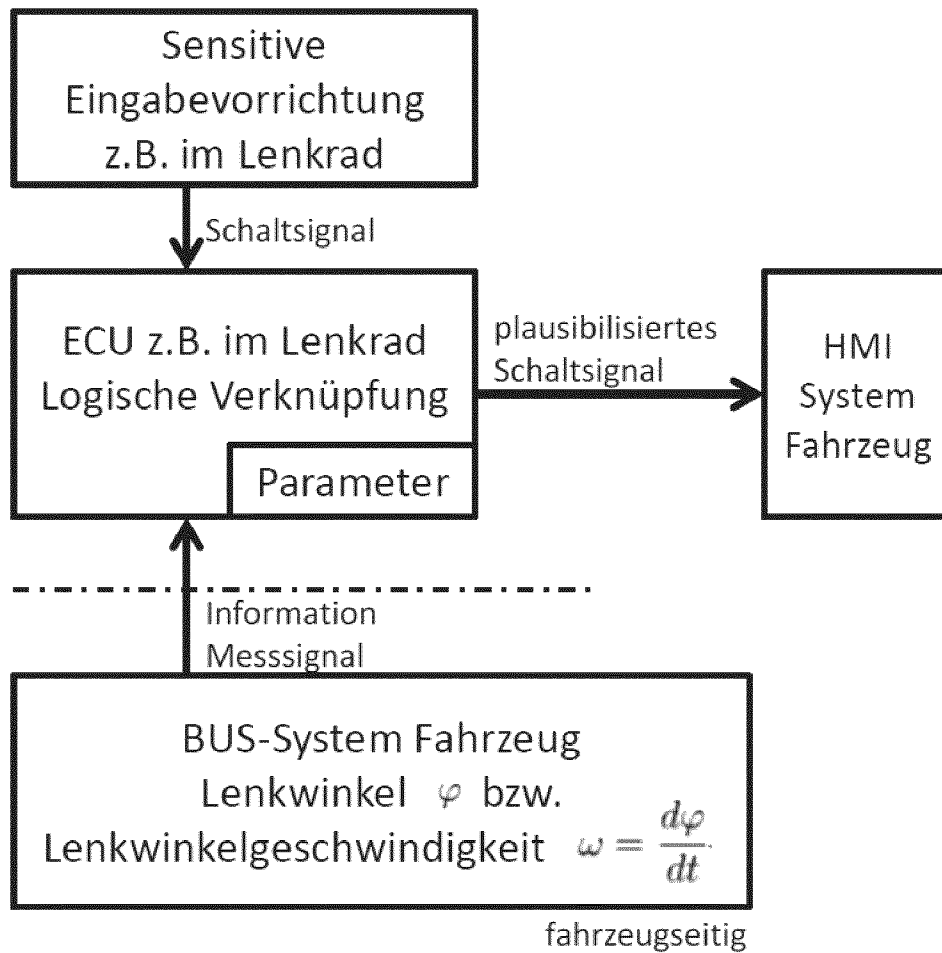 Sensitive
Eingabevorrichtung
z.B. im Lenkrad
Schaltsignal
ECU z.B. im Lenkrad
Logische Verknüpfung
Parameter
plausibilisiertes
Schaltsignal
HMI
System
Fahrzeug
Information
Messsignal
BUS-System Fahrzeug
Lenkwinkel φ bzw.
Lenkwinkelgeschwindigkeit ω = dφ/dt
fahrzeugseitig